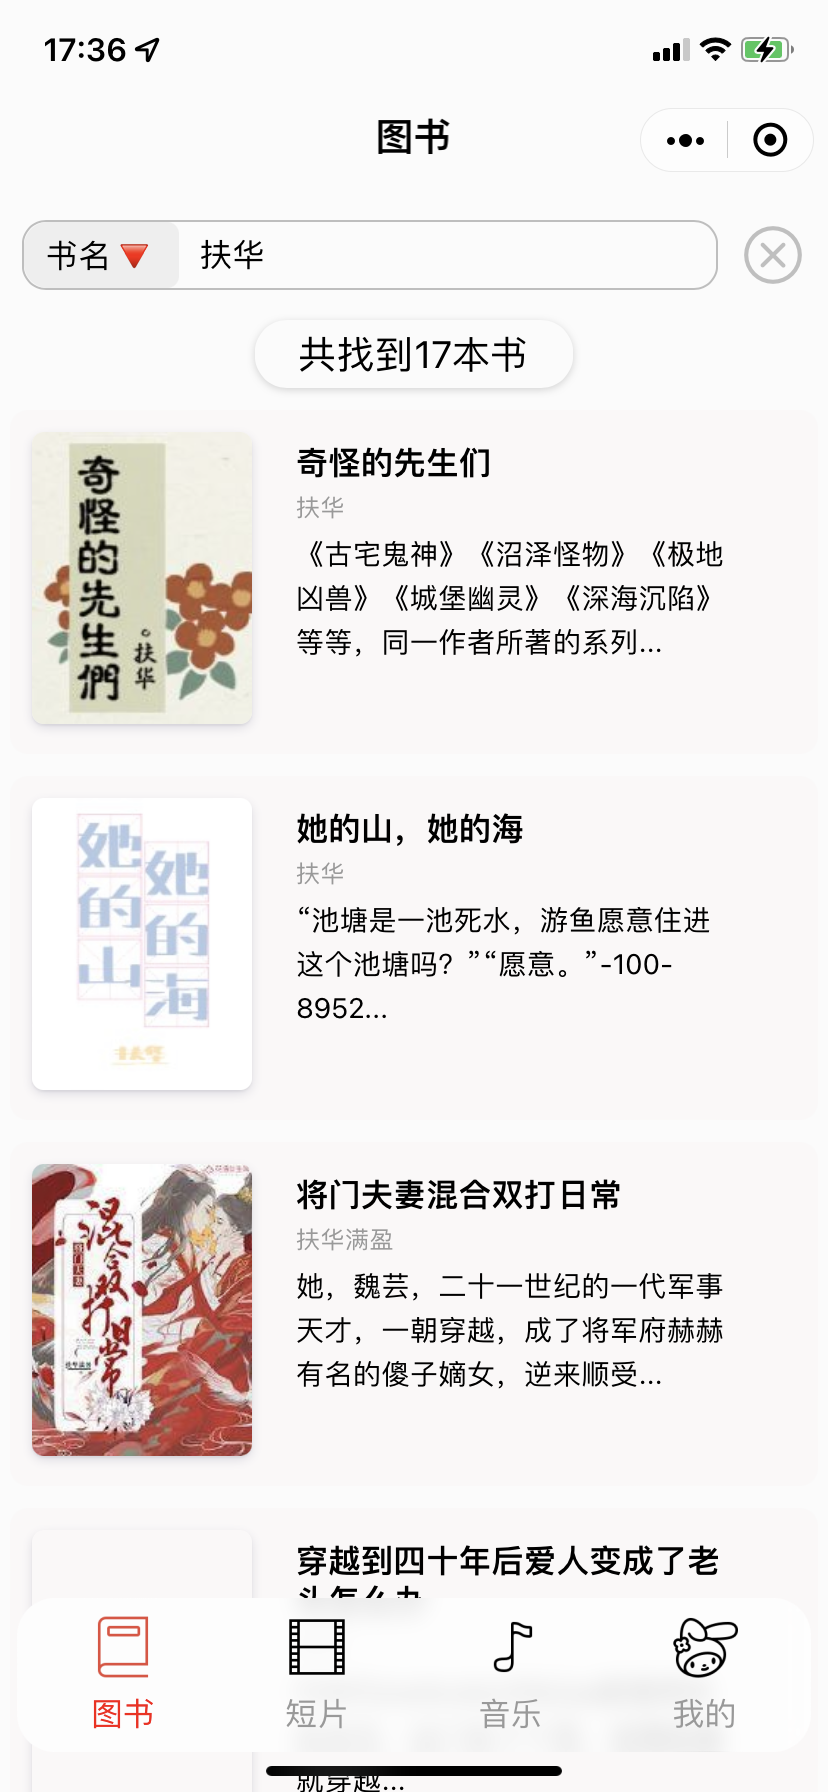 17:36
图书
书名 扶华
共找到17本书
奇怪的先生們
扶华
奇怪的先生们
扶华
《古宅鬼神》《沼泽怪物》《极地
凶兽》《城堡幽灵》《深海沉陷》
等等，同一作者所著的系列...
她的山
她的海
她的山，她的海
扶华
“池塘是一池死水，游鱼愿意住进
这个池塘吗？”“愿意。”-100-
8952...
将门夫妻
混合双打日常
将门夫妻混合双打日常
扶华满盈
她，魏芸，二十一世纪的一代军事
天才，一朝穿越，成了将军府赫赫
有名的傻子嫡女，逆来顺受...
穿越到四十年后爱人变成了老
头怎么办
就穿越...
图书
短片
音乐
我的